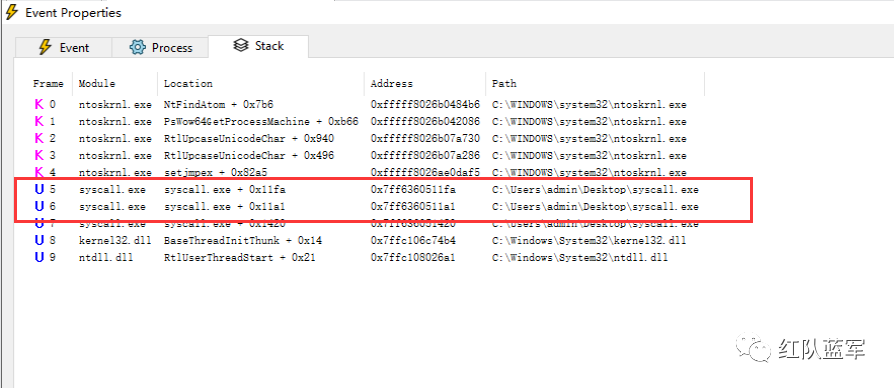 Event Properties
Event Process Stack
Frame Module Location Address Path
K 0 ntoskrnl.exe NtFindAtom + 0x7b6 0xfffff8026b0484b6 C:\WINDOWS\system32\ntoskrnl.exe
K 1 ntoskrnl.exe PsWow64GetProcessMachine + 0xb66 0xfffff8026b042086 C:\WINDOWS\system32\ntoskrnl.exe
K 2 ntoskrnl.exe RtlUpcaseUnicodeChar + 0x940 0xfffff8026b07a730 C:\WINDOWS\system32\ntoskrnl.exe
K 3 ntoskrnl.exe RtlUpcaseUnicodeChar + 0x496 0xfffff8026b07a286 C:\WINDOWS\system32\ntoskrnl.exe
K 4 ntoskrnl.exe setjmpex + 0x82a5 0xfffff8026ae0daf5 C:\WINDOWS\system32\ntoskrnl.exe
U 5 syscall.exe syscall.exe + 0x11fa 0x7ff6360511fa C:\Users\admin\Desktop\syscall.exe
U 6 syscall.exe syscall.exe + 0x11a1 0x7ff6360511a1 C:\Users\admin\Desktop\syscall.exe
U 7 syscall.exe syscall.exe + 0x1420 0x7ff636051420 C:\Users\admin\Desktop\syscall.exe
U 8 kernel32.dll BaseThreadInitThunk + 0x14 0x7ffc106c74b4 C:\Windows\System32\kernel32.dll
U 9 ntdll.dll RtlUserThreadStart + 0x21 0x7ffc108026a1 C:\Windows\System32\ntdll.dll
红队蓝军